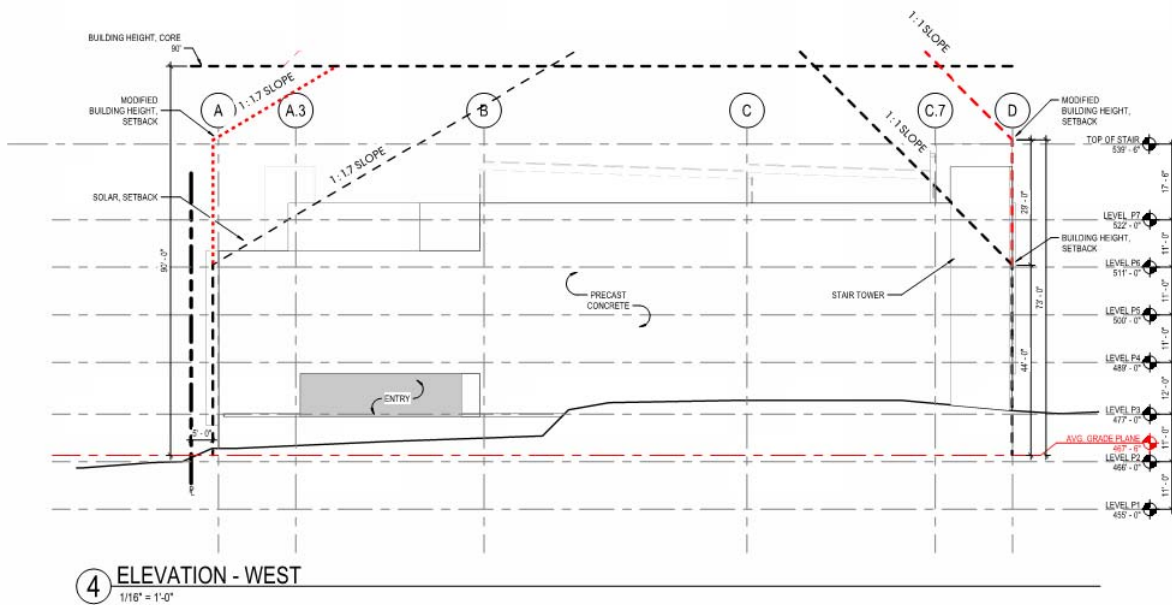 BUILDING HEIGHT, CORE
90'
1:1.7 SLOPE
1:1 SLOPE
MODIFIED
BUILDING HEIGHT,
SETBACK
A
A.3
B
C
C.7
D
MODIFIED
BUILDING HEIGHT,
SETBACK
TOP OF STAIR
539' - 6"
1:1.7 SLOPE
1:1 SLOPE
17' - 6"
SOLAR, SETBACK
29' - 0"
LEVEL P7
522' - 0"
11' - 0"
BUILDING HEIGHT,
SETBACK
90' - 0"
LEVEL P6
511' - 0"
PRECAST
CONCRETE
STAIR TOWER
73' - 0"
11' - 0"
LEVEL P5
500' - 0"
11' - 0"
44' - 0"
LEVEL P4
489' - 0"
ENTRY
12' - 0"
LEVEL P3
477' - 0"
5' - 0"
AVG. GRADE PLANE
467' - 6"
11' - 0"
LEVEL P2
466' - 0"
11' - 0"
LEVEL P1
455' - 0"
4
ELEVATION - WEST
1/16" = 1'-0"